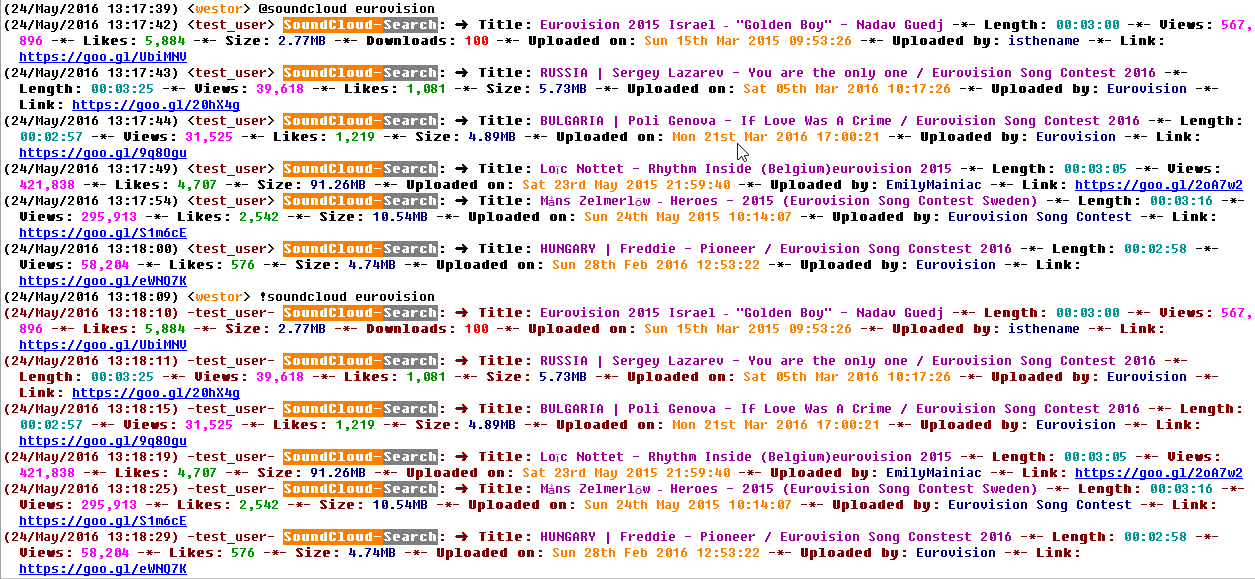 (24/May/2016 13:17:39) <westor> @soundcloud eurovision
(24/May/2016 13:17:42) <test_user> SoundCloud-Search: → Title: Eurovision 2015 Israel - "Golden Boy" - Nadav Guedj -*- Length: 00:03:00 -*- Views: 567,
896 -*- Likes: 5,884 -*- Size: 2.77MB -*- Downloads: 100 -*- Uploaded on: Sun 15th Mar 2015 09:53:26 -*- Uploaded by: isthename -*- Link:
https://goo.gl/UbiMNV
(24/May/2016 13:17:43) <test_user> SoundCloud-Search: → Title: RUSSIA | Sergey Lazarev - You are the only one / Eurovision Song Contest 2016 -*-
Length: 00:03:25 -*- Views: 39,618 -*- Likes: 1,081 -*- Size: 5.73MB -*- Uploaded on: Sat 05th Mar 2016 10:17:26 -*- Uploaded by: Eurovision -*-
Link: https://goo.gl/20hX4g
(24/May/2016 13:17:44) <test_user> SoundCloud-Search: → Title: BULGARIA | Poli Genova - If Love Was A Crime / Eurovision Song Contest 2016 -*- Length:
00:02:57 -*- Views: 31,525 -*- Likes: 1,219 -*- Size: 4.89MB -*- Uploaded on: Mon 21st Mar 2016 17:00:21 -*- Uploaded by: Eurovision -*- Link:
https://goo.gl/9q8Ogu
(24/May/2016 13:17:49) <test_user> SoundCloud-Search: → Title: Loïc Nottet - Rhythm Inside (Belgium)eurovision 2015 -*- Length: 00:03:05 -*- Views:
421,838 -*- Likes: 4,707 -*- Size: 91.26MB -*- Uploaded on: Sat 23rd May 2015 21:59:40 -*- Uploaded by: EmilyMainiac -*- Link: https://goo.gl/2oA7w2
(24/May/2016 13:17:54) <test_user> SoundCloud-Search: → Title: Måns Zelmerlöw - Heroes - 2015 (Eurovision Song Contest Sweden) -*- Length: 00:03:16 -*-
Views: 295,913 -*- Likes: 2,542 -*- Size: 10.54MB -*- Uploaded on: Sun 24th May 2015 10:14:07 -*- Uploaded by: Eurovision Song Contest -*- Link:
https://goo.gl/S1m6cE
(24/May/2016 13:18:00) <test_user> SoundCloud-Search: → Title: HUNGARY | Freddie - Pioneer / Eurovision Song Constest 2016 -*- Length: 00:02:58 -*-
Views: 58,204 -*- Likes: 576 -*- Size: 4.74MB -*- Uploaded on: Sun 28th Feb 2016 12:53:22 -*- Uploaded by: Eurovision -*- Link:
https://goo.gl/eWNQ7K
(24/May/2016 13:18:09) <westor> !soundcloud eurovision
(24/May/2016 13:18:10) -test_user- SoundCloud-Search: → Title: Eurovision 2015 Israel - "Golden Boy" - Nadav Guedj -*- Length: 00:03:00 -*- Views: 567,
896 -*- Likes: 5,884 -*- Size: 2.77MB -*- Downloads: 100 -*- Uploaded on: Sun 15th Mar 2015 09:53:26 -*- Uploaded by: isthename -*- Link:
https://goo.gl/UbiMNV
(24/May/2016 13:18:11) -test_user- SoundCloud-Search: → Title: RUSSIA | Sergey Lazarev - You are the only one / Eurovision Song Contest 2016 -*-
Length: 00:03:25 -*- Views: 39,618 -*- Likes: 1,081 -*- Size: 5.73MB -*- Uploaded on: Sat 05th Mar 2016 10:17:26 -*- Uploaded by: Eurovision -*-
Link: https://goo.gl/20hX4g
(24/May/2016 13:18:15) -test_user- SoundCloud-Search: → Title: BULGARIA | Poli Genova - If Love Was A Crime / Eurovision Song Contest 2016 -*- Length:
00:02:57 -*- Views: 31,525 -*- Likes: 1,219 -*- Size: 4.89MB -*- Uploaded on: Mon 21st Mar 2016 17:00:21 -*- Uploaded by: Eurovision -*- Link:
https://goo.gl/9q8Ogu
(24/May/2016 13:18:19) -test_user- SoundCloud-Search: → Title: Loïc Nottet - Rhythm Inside (Belgium)eurovision 2015 -*- Length: 00:03:05 -*- Views:
421,838 -*- Likes: 4,707 -*- Size: 91.26MB -*- Uploaded on: Sat 23rd May 2015 21:59:40 -*- Uploaded by: EmilyMainiac -*- Link: https://goo.gl/2oA7w2
(24/May/2016 13:18:25) -test_user- SoundCloud-Search: → Title: Måns Zelmerlöw - Heroes - 2015 (Eurovision Song Contest Sweden) -*- Length: 00:03:16 -*-
Views: 295,913 -*- Likes: 2,542 -*- Size: 10.54MB -*- Uploaded on: Sun 24th May 2015 10:14:07 -*- Uploaded by: Eurovision Song Contest -*- Link:
https://goo.gl/S1m6cE
(24/May/2016 13:18:29) -test_user- SoundCloud-Search: → Title: HUNGARY | Freddie - Pioneer / Eurovision Song Constest 2016 -*- Length: 00:02:58 -*-
Views: 58,204 -*- Likes: 576 -*- Size: 4.74MB -*- Uploaded on: Sun 28th Feb 2016 12:53:22 -*- Uploaded by: Eurovision -*- Link:
https://goo.gl/eWNQ7K